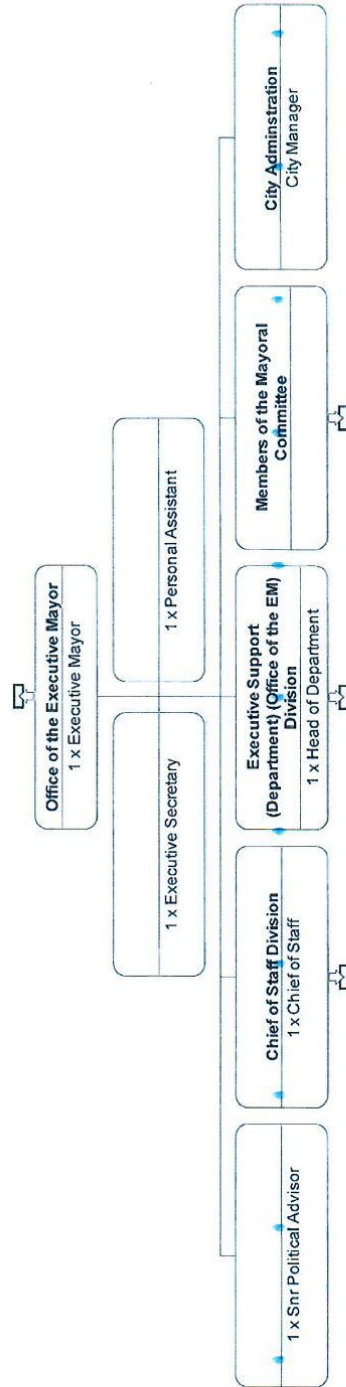 Office of the Executive Mayor
1 x Executive Mayor
1 x Executive Secretary
1 x Personal Assistant
1 x Snr Political Advisor
Chief of Staff Division
1 x Chief of Staff
Executive Support
(Department) (Office of the EM)
Division
1 x Head of Department
Members of the Mayoral
Committee
City Adminstration
City Manager